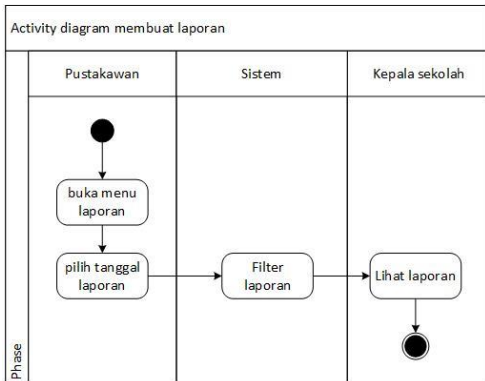 Activity diagram membuat laporan
Pustakawan
Sistem
Kepala sekolah
buka menu
laporan
pilih tanggal
laporan
Filter
laporan
Lihat laporan
Phase